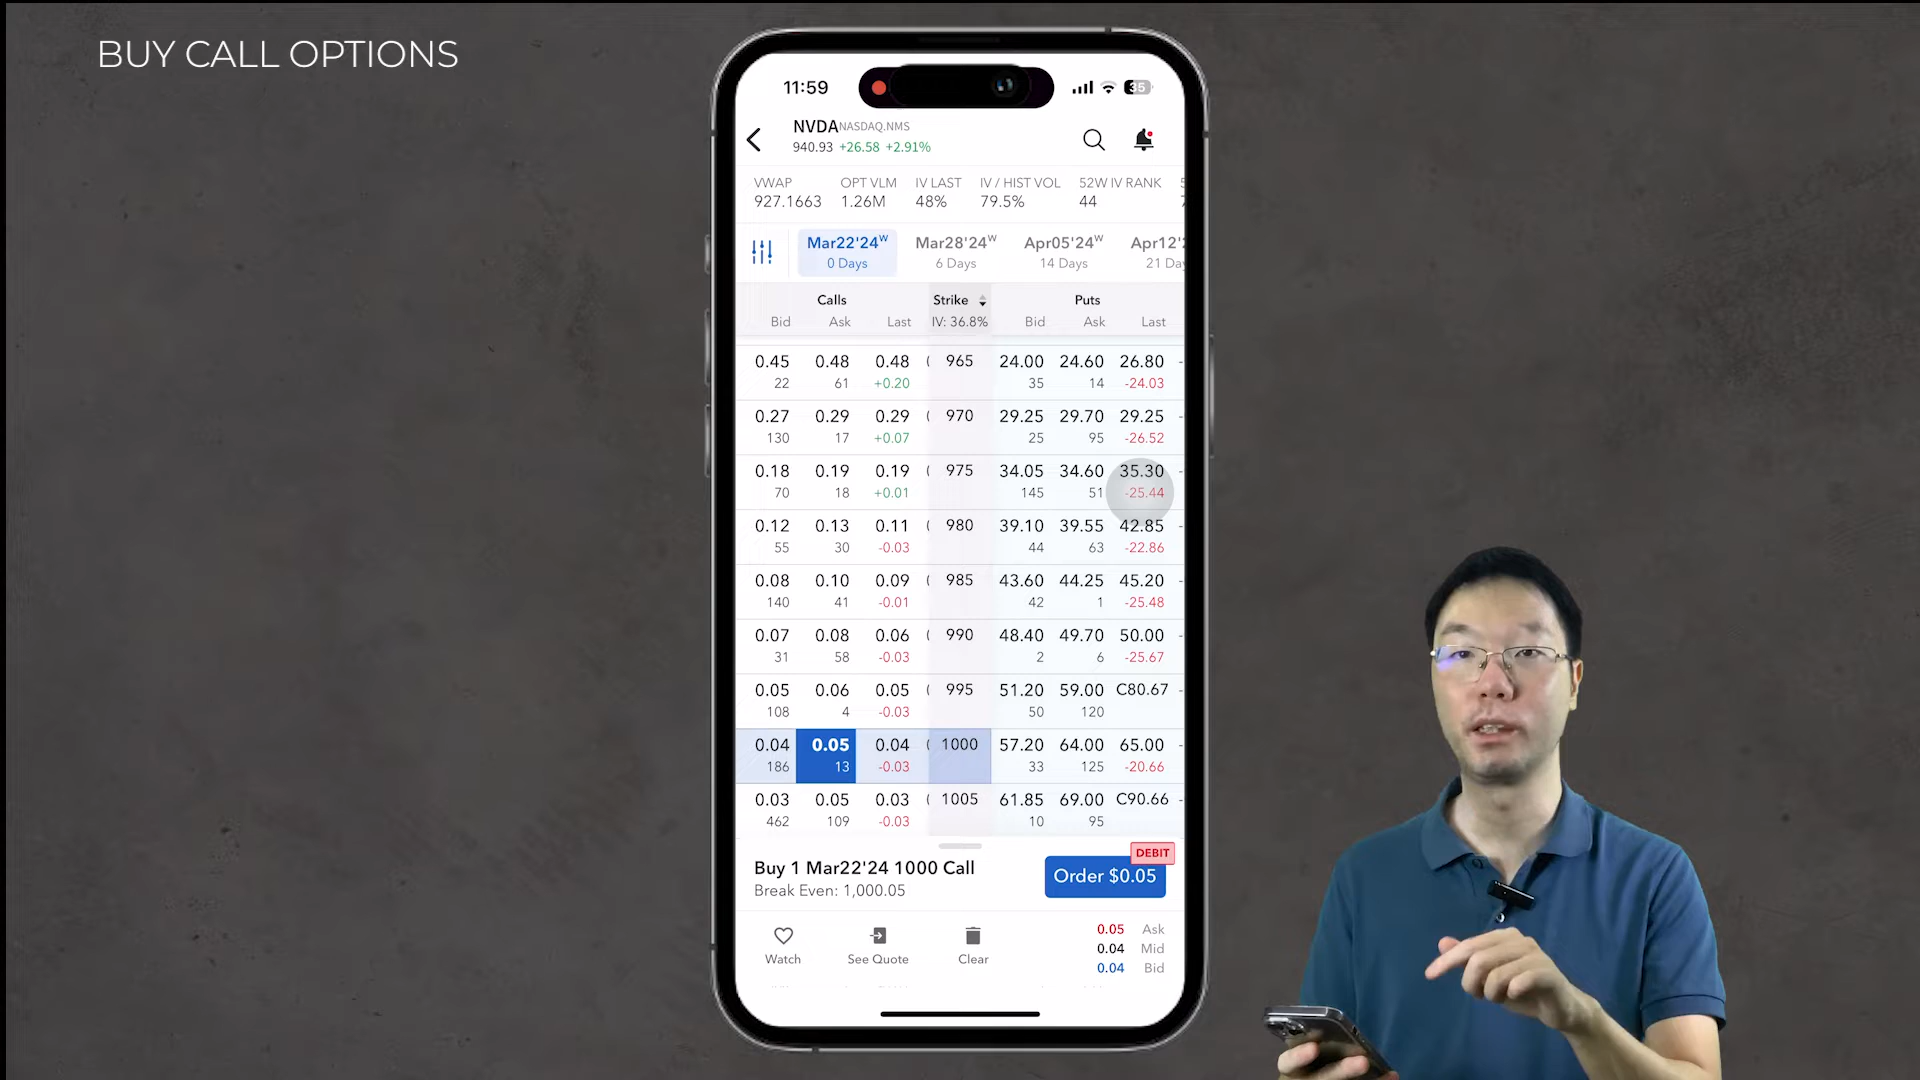 BUY CALL OPTIONS
11:59
35
NVDA NASDAQ.NMS
940.93 +26.58 +2.91%
VWAP OPT VLM IV LAST IV / HIST VOL 52W IV RANK
927.1663 1.26M 48% 79.5% 44
Mar22'24W Mar28'24W Apr05'24W Apr12'2
0 Days 6 Days 14 Days 21 Day
Calls Strike Puts
Bid Ask Last IV: 36.8% Bid Ask Last
0.45 0.48 0.48 965 24.00 24.60 26.80
22 61 +0.20 35 14 -24.03
0.27 0.29 0.29 970 29.25 29.70 29.25
130 17 +0.07 25 95 -26.52
0.18 0.19 0.19 975 34.05 34.60 35.30
70 18 +0.01 145 51 -25.44
0.12 0.13 0.11 980 39.10 39.55 42.85
55 30 -0.03 44 63 -22.86
0.08 0.10 0.09 985 43.60 44.25 45.20
140 41 -0.01 42 1 -25.48
0.07 0.08 0.06 990 48.40 49.70 50.00
31 58 -0.03 2 6 -25.67
0.05 0.06 0.05 995 51.20 59.00 C80.67
108 4 -0.03 50 120
0.04 0.05 0.04 1000 57.20 64.00 65.00
186 13 -0.03 33 125 -20.66
0.03 0.05 0.03 1005 61.85 69.00 C90.66
462 109 -0.03 10 95
DEBIT
Buy 1 Mar22'24 1000 Call
Order $0.05
Break Even: 1,000.05
Watch See Quote Clear
0.05 Ask
0.04 Mid
0.04 Bid